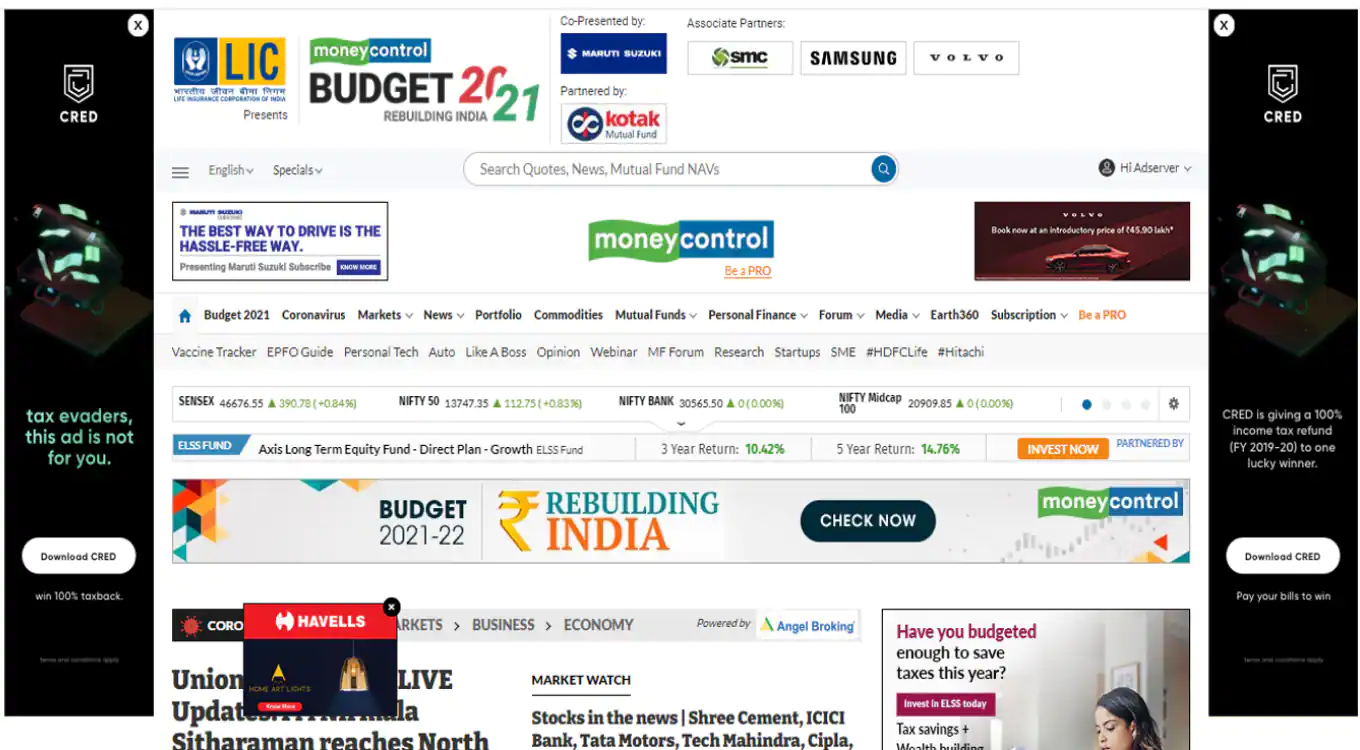 X
CRED
tax evaders,
this ad is not
for you.
Download CRED
win 100% taxback.
terms and conditions apply
LIC
भारतीय जीवन बीमा निगम
LIFE INSURANCE CORPORATION OF INDIA
Presents
moneycontrol
BUDGET 2021
REBUILDING INDIA
Co-Presented by:
MARUTI SUZUKI
Partnered by:
kotak
Mutual Fund
Associate Partners:
smc
SAMSUNG
VOLVO
English
Specials
Search Quotes, News, Mutual Fund NAVs
Hi Adserver
MARUTI SUZUKI
SUBSCRIBE
THE BEST WAY TO DRIVE IS THE
HASSLE-FREE WAY.
Presenting Maruti Suzuki Subscribe KNOW MORE
moneycontrol
Be a PRO
VOLVO
Book now at an introductory price of ₹45.90 lakh*
Budget 2021 Coronavirus Markets News Portfolio Commodities Mutual Funds Personal Finance Forum Media Earth360 Subscription Be a PRO
Vaccine Tracker EPFO Guide Personal Tech Auto Like A Boss Opinion Webinar MF Forum Research Startups SME #HDFCLife #Hitachi
SENSEX 46676.55 ▲ 390.78 (+0.84%) NIFTY 50 13747.35 ▲ 112.75 (+0.83%) NIFTY BANK 30565.50 ▲ 0 (0.00%) NIFTY Midcap
100 20909.85 ▲ 0 (0.00%)
ELSS FUND Axis Long Term Equity Fund - Direct Plan - Growth ELSS Fund 3 Year Return: 10.42% 5 Year Return: 14.76% INVEST NOW PARTNERED BY
BUDGET
2021-22
₹ REBUILDING
INDIA
CHECK NOW
moneycontrol
CORO
ARKETS > BUSINESS > ECONOMY
Powered by Angel Broking
HAVELLS
x
HOME ART LIGHTS
Know More
Union LIVE
Sitharaman reaches North
MARKET WATCH
Stocks in the news | Shree Cement, ICICI
Bank, Tata Motors, Tech Mahindra, Cipla,
Have you budgeted
enough to save
taxes this year?
Invest in ELSS today
Tax savings +
Wealth building
X
CRED
CRED is giving a 100%
income tax refund
(FY 2019-20) to one
lucky winner.
Download CRED
Pay your bills to win
terms and conditions apply